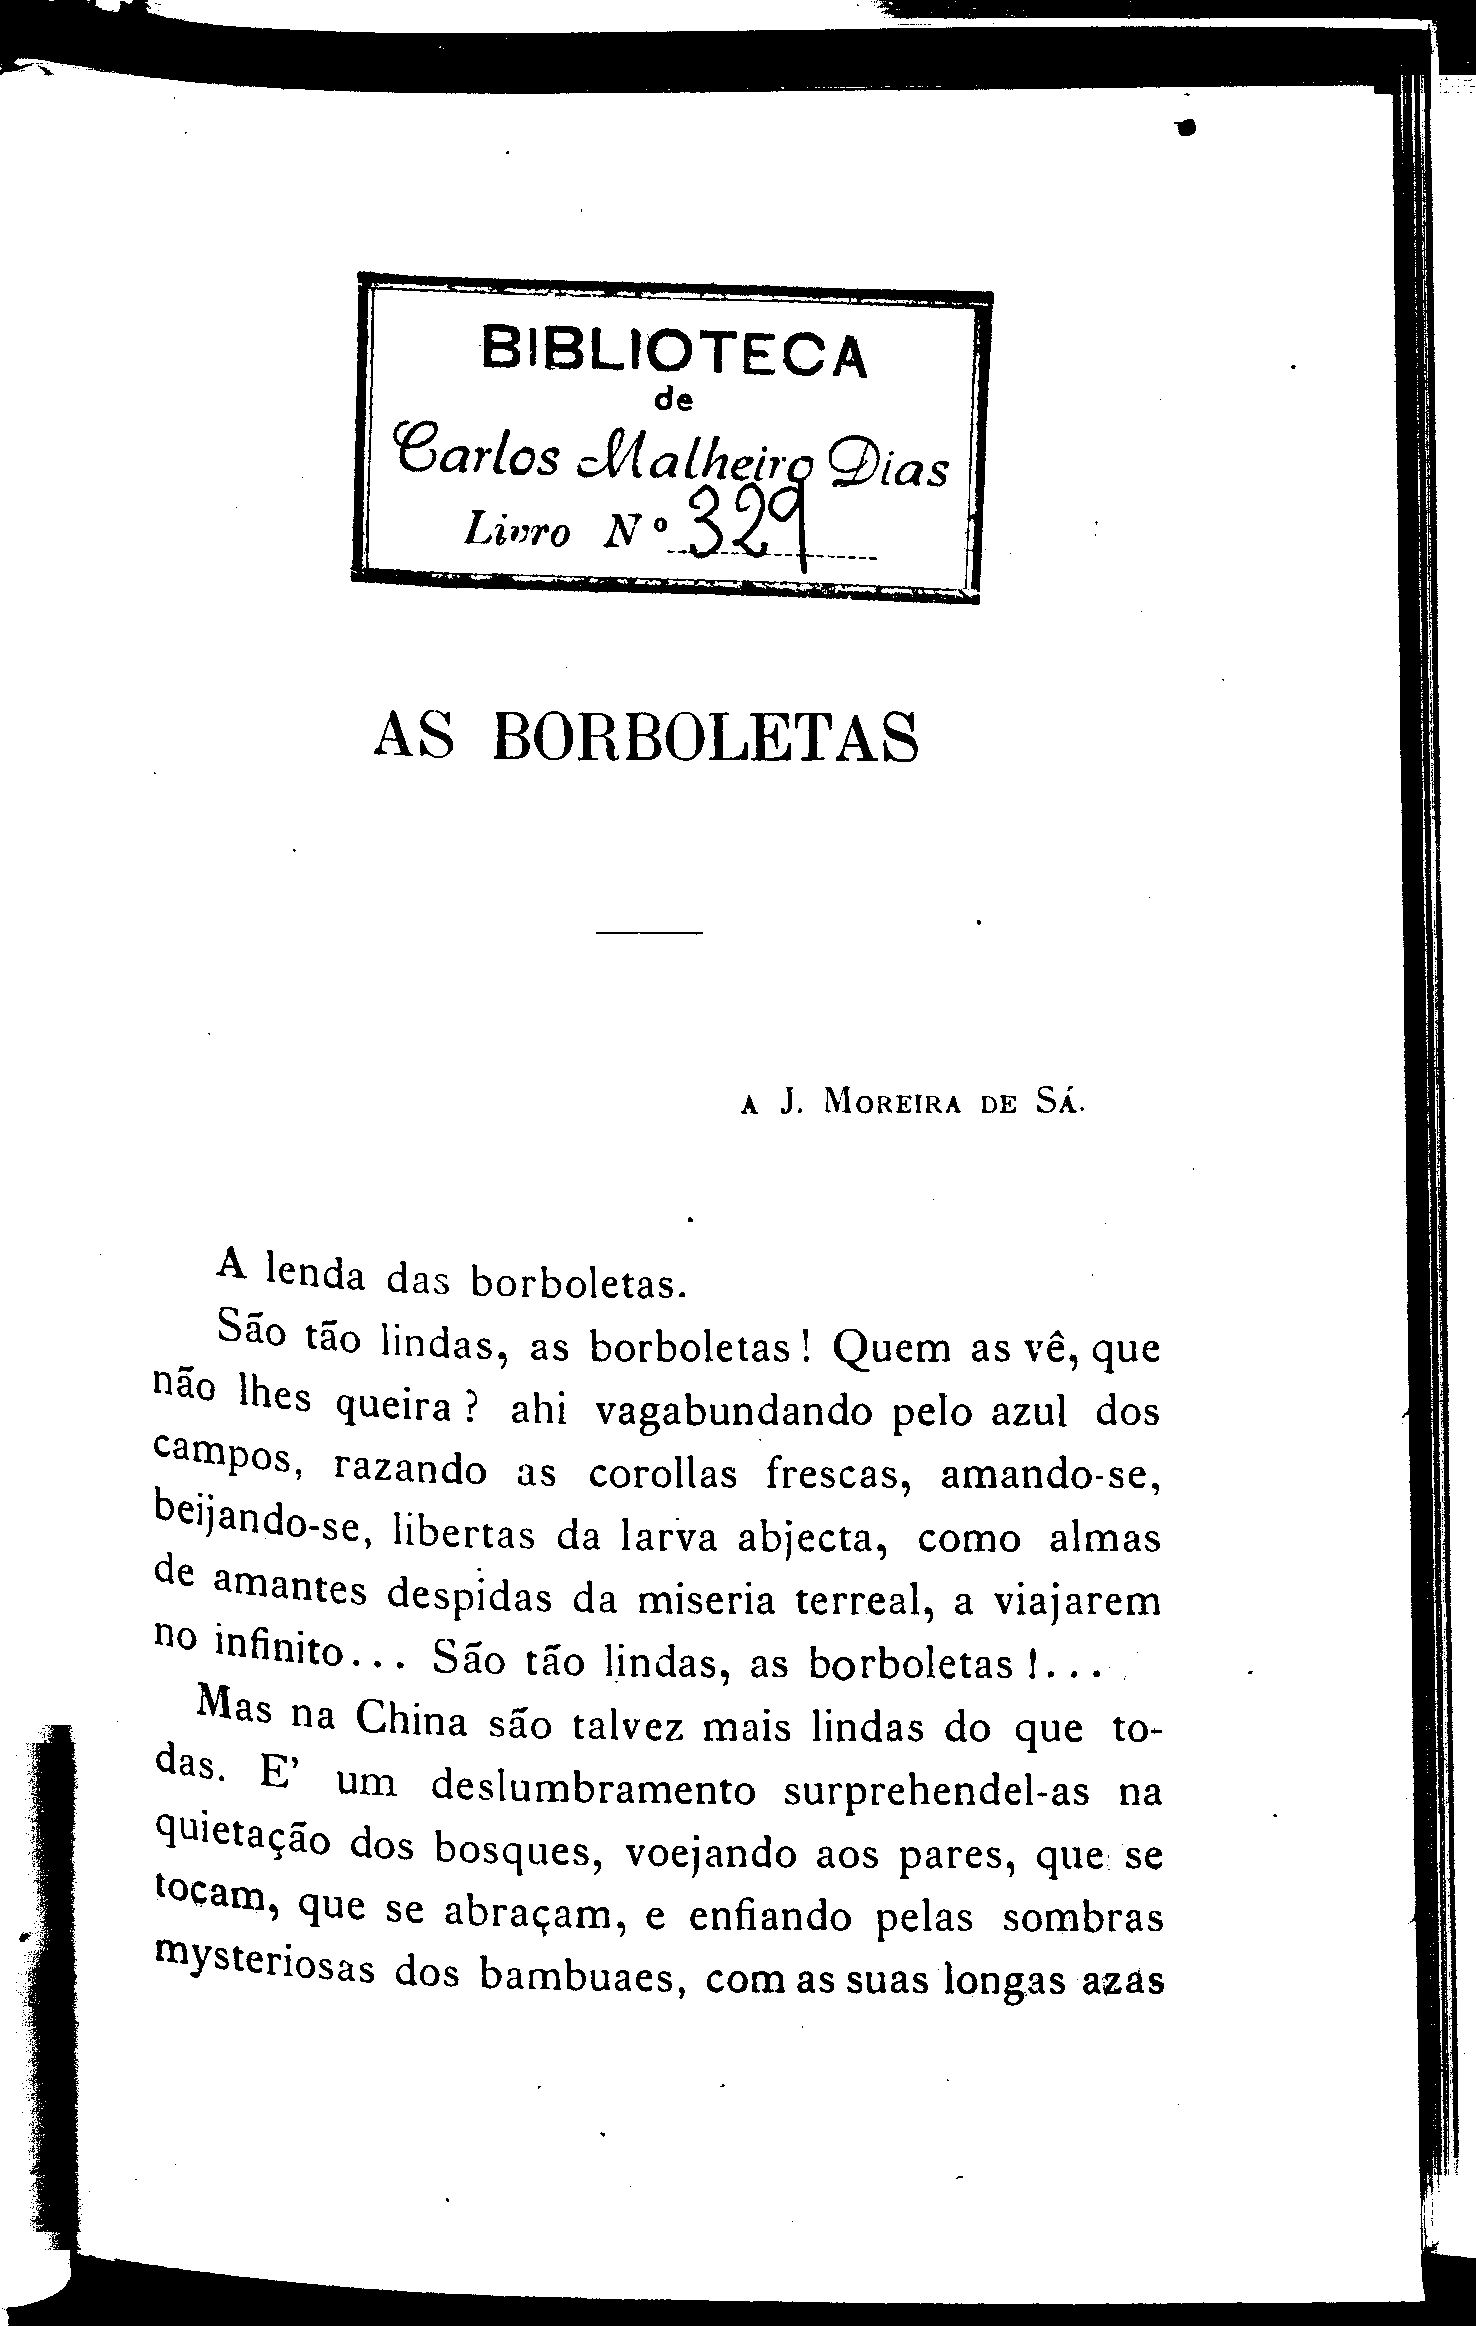 BIBLIOTECA
de
Carlos Malheiro Dias
Livro Nº 329
AS BORBOLETAS
A J. MOREIRA DE SÁ.
A lenda das borboletas.
São tão lindas, as borboletas! Quem as vê, que
não lhes queira? ahi vagabundando pelo azul dos
campos, razando as corollas frescas, amando-se,
beijando-se, libertas da larva abjecta, como almas
de amantes despidas da miseria terreal, a viajarem
no infinito... São tão lindas, as borboletas!...
Mas na China são talvez mais lindas do que to-
das. E' um deslumbramento surprehendel-as na
quietação dos bosques, voejando aos pares, que se
tocam, que se abraçam, e enfiando pelas sombras
mysteriosas dos bambuaes, com as suas longas azas